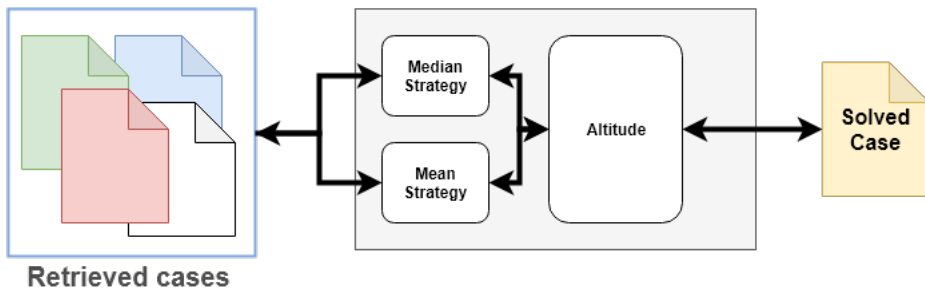 Median
Strategy
Mean
Strategy
Altitude
Solved
Case
Retrieved cases